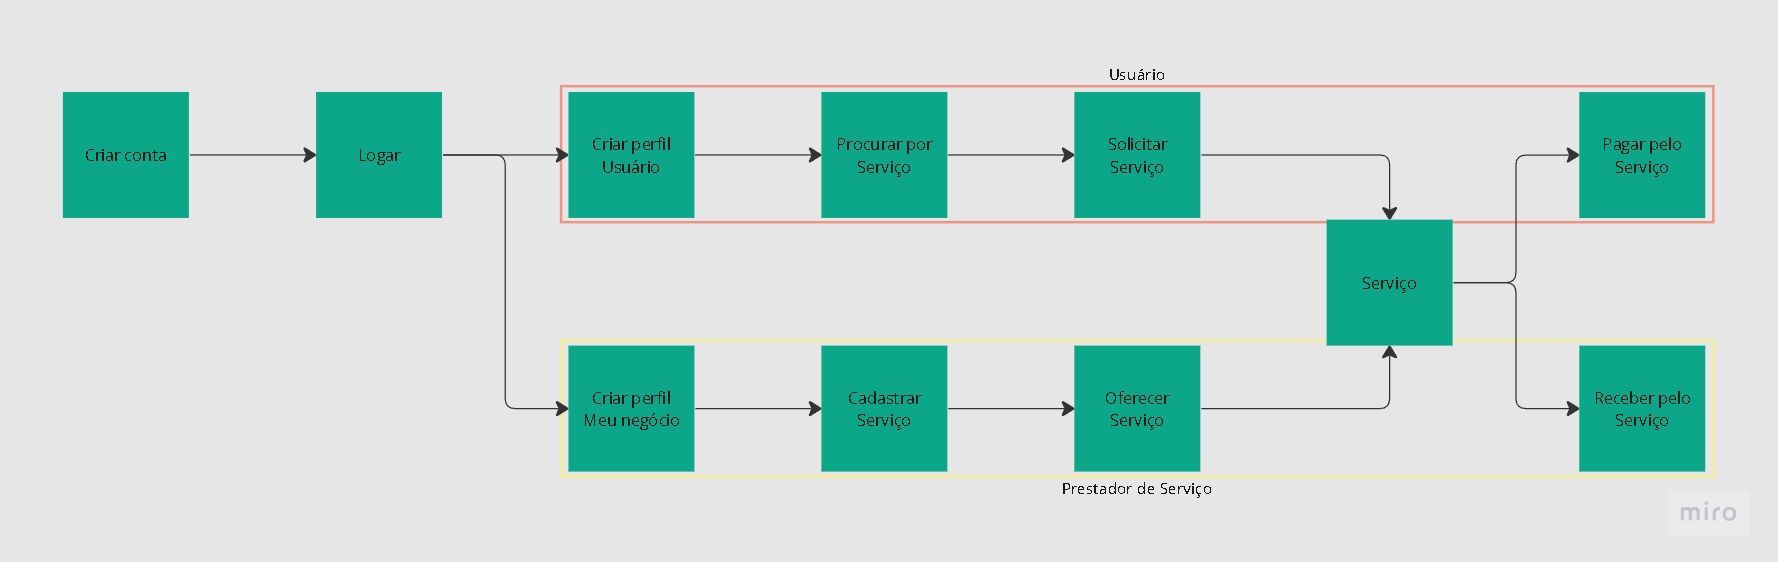 Usuário
Criar conta
Logar
Criar perfil
Usuário
Procurar por
Serviço
Solicitar
Serviço
Pagar pelo
Serviço
Serviço
Criar perfil
Meu negócio
Cadastrar
Serviço
Oferecer
Serviço
Receber pelo
Serviço
Prestador de Serviço
miro